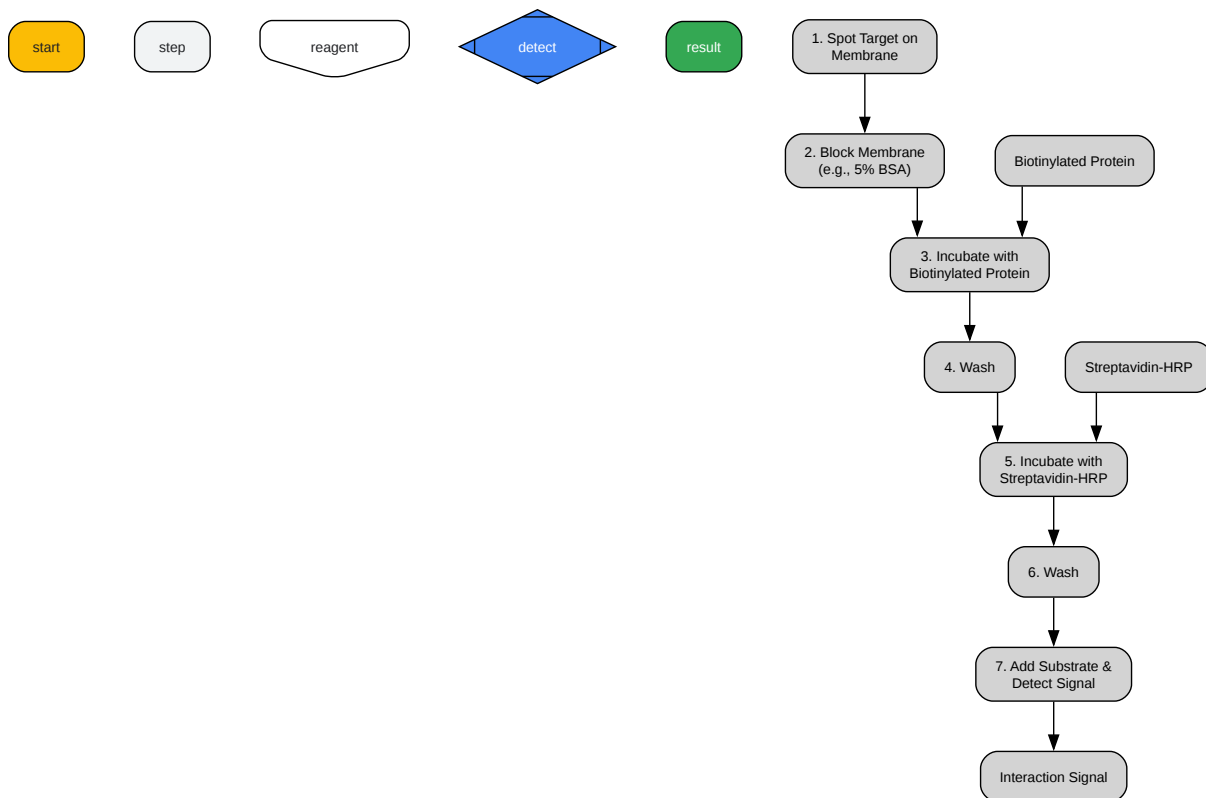 start
step
reagent
detect
result
1. Spot Target on
Membrane
2. Block Membrane
(e.g., 5% BSA)
Biotinylated Protein
3. Incubate with
Biotinylated Protein
4. Wash
Streptavidin-HRP
5. Incubate with
Streptavidin-HRP
6. Wash
7. Add Substrate &
Detect Signal
Interaction Signal